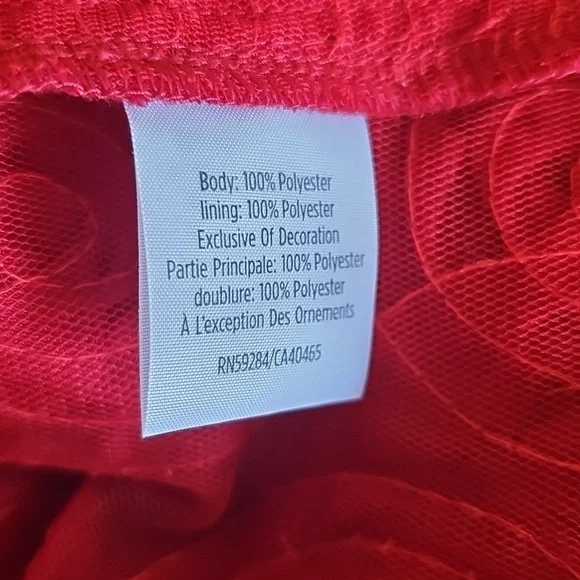 Body: 100% Polyester
lining: 100% Polyester
Exclusive Of Decoration
Partie Principale: 100% Polyester
doublure: 100% Polyester
À L'exception Des Ornements
RN59284/CA40465